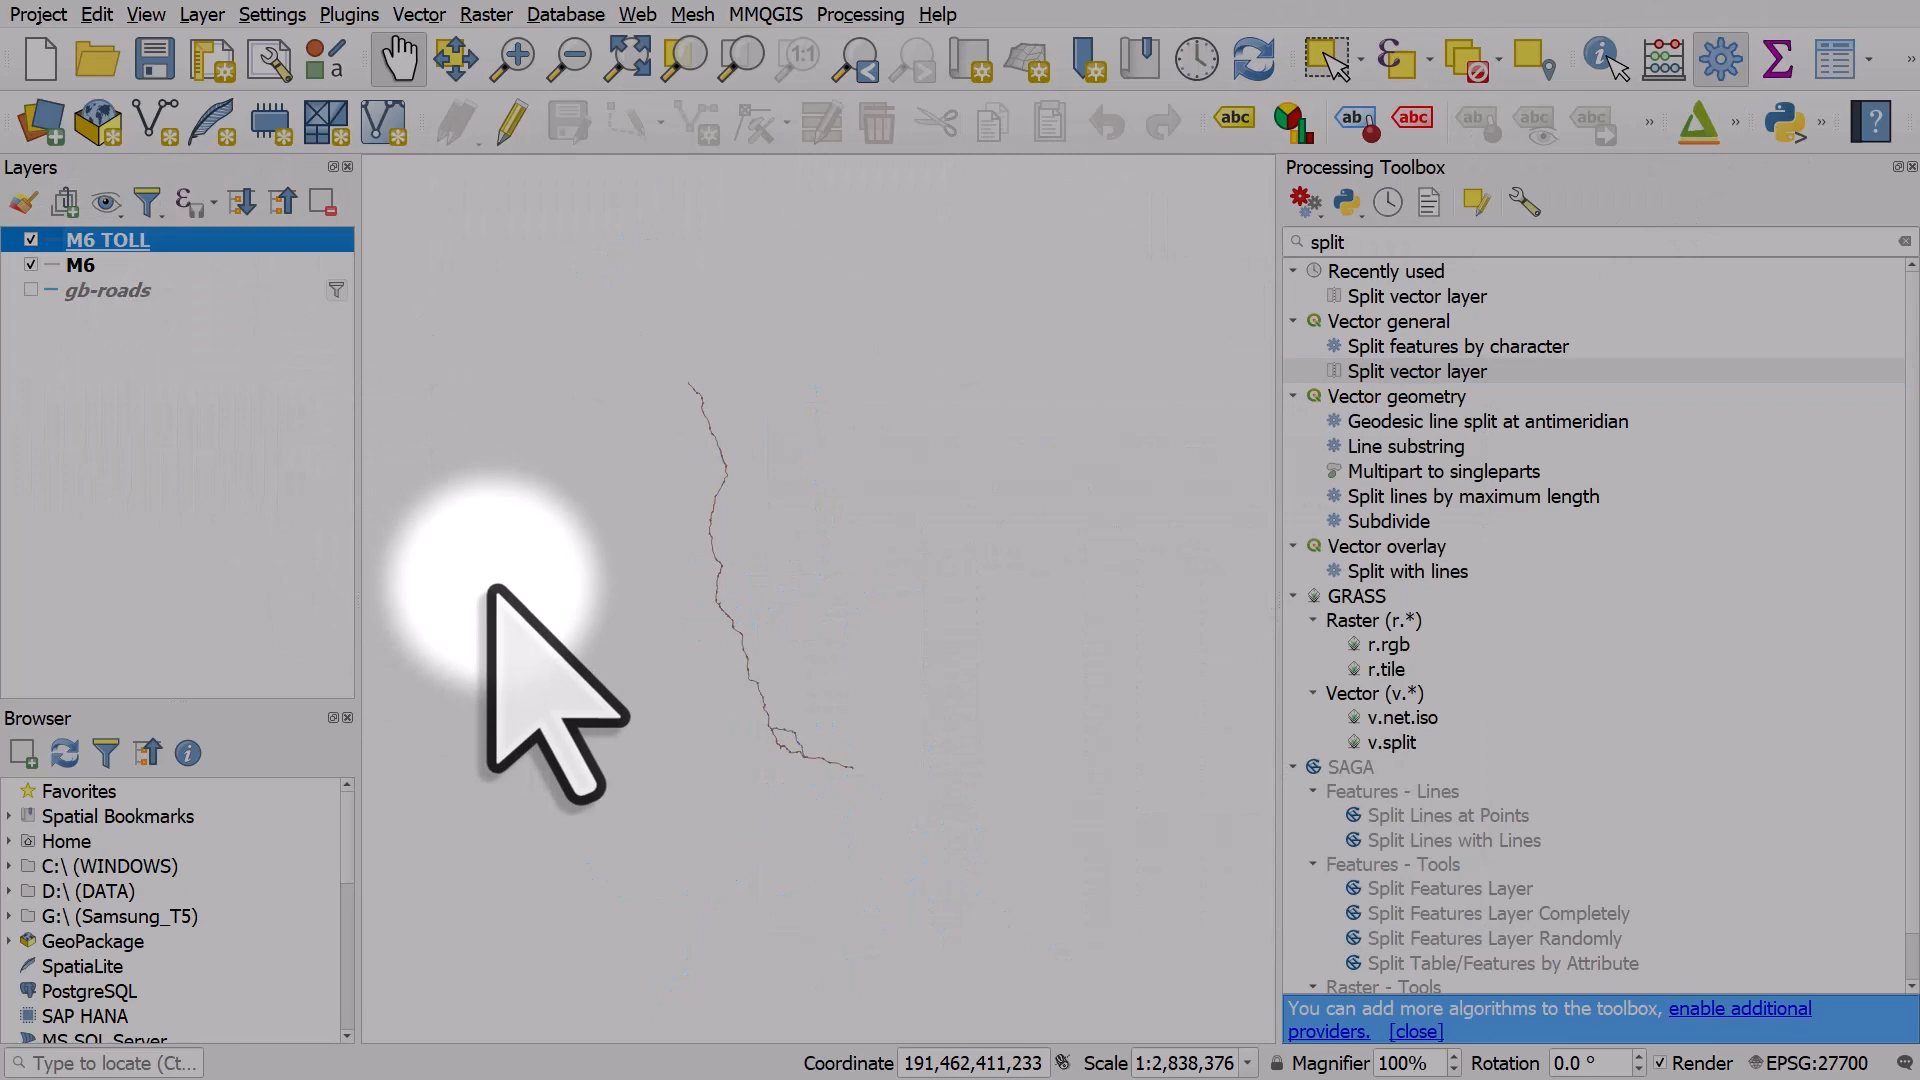 Project Edit View Layer Settings Plugins Vector Raster Database Web Mesh MMQGIS Processing Help
a 1:1
abc ab abc ab abc abc ?
Layers
M6 TOLL
M6
gb-roads
Browser
Favorites
Spatial Bookmarks
Home
C:\ (WINDOWS)
D:\ (DATA)
G:\ (Samsung_T5)
GeoPackage
SpatiaLite
PostgreSQL
SAP HANA
MS SQL Server
Processing Toolbox
split
Recently used
Split vector layer
Vector general
Split features by character
Split vector layer
Vector geometry
Geodesic line split at antimeridian
Line substring
Multipart to singleparts
Split lines by maximum length
Subdivide
Vector overlay
Split with lines
GRASS
Raster (r.*)
r.rgb
r.tile
Vector (v.*)
v.net.iso
v.split
SAGA
Features - Lines
Split Lines at Points
Split Lines with Lines
Features - Tools
Split Features Layer
Split Features Layer Completely
Split Features Layer Randomly
Split Table/Features by Attribute
Raster - Tools
You can add more algorithms to the toolbox, enable additional
providers. [close]
Type to locate (Ct... Coordinate 191,462,411,233 Scale 1:2,838,376 Magnifier 100% Rotation 0.0 ° Render EPSG:27700